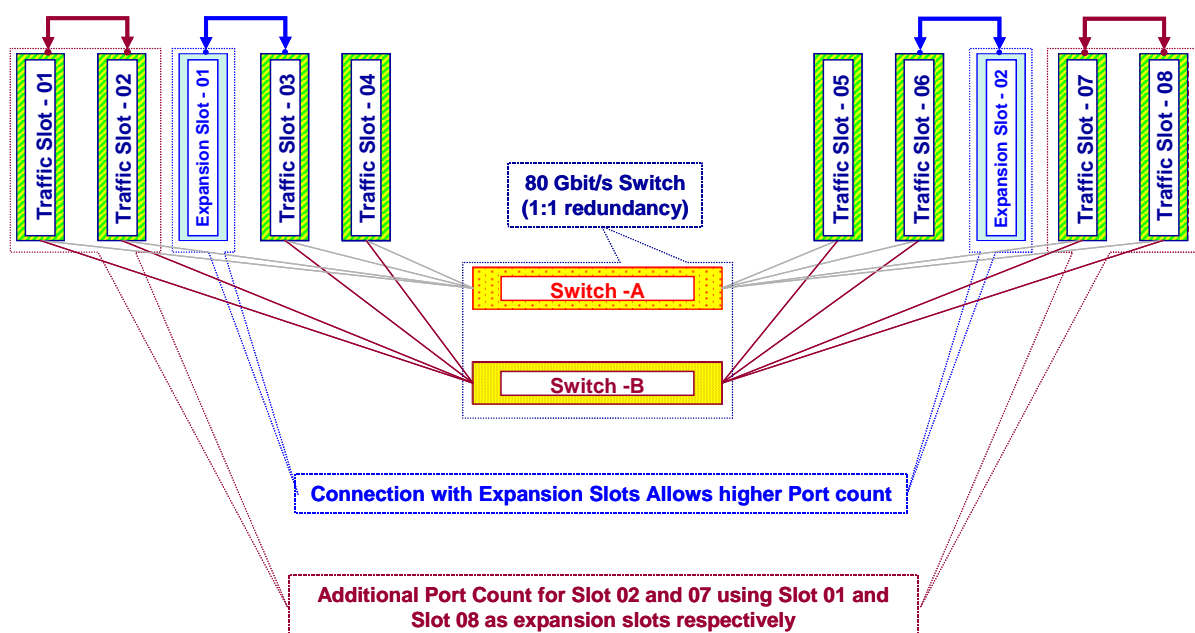 Traffic Slot - 01
Traffic Slot - 02
Expansion Slot - 01
Traffic Slot - 03
Traffic Slot - 04
Traffic Slot - 05
Traffic Slot - 06
Expansion Slot - 02
Traffic Slot - 07
Traffic Slot - 08
80 Gbit/s Switch
(1:1 redundancy)
Switch -A
Switch -B
Connection with Expansion Slots Allows higher Port count
Additional Port Count for Slot 02 and 07 using Slot 01 and
Slot 08 as expansion slots respectively